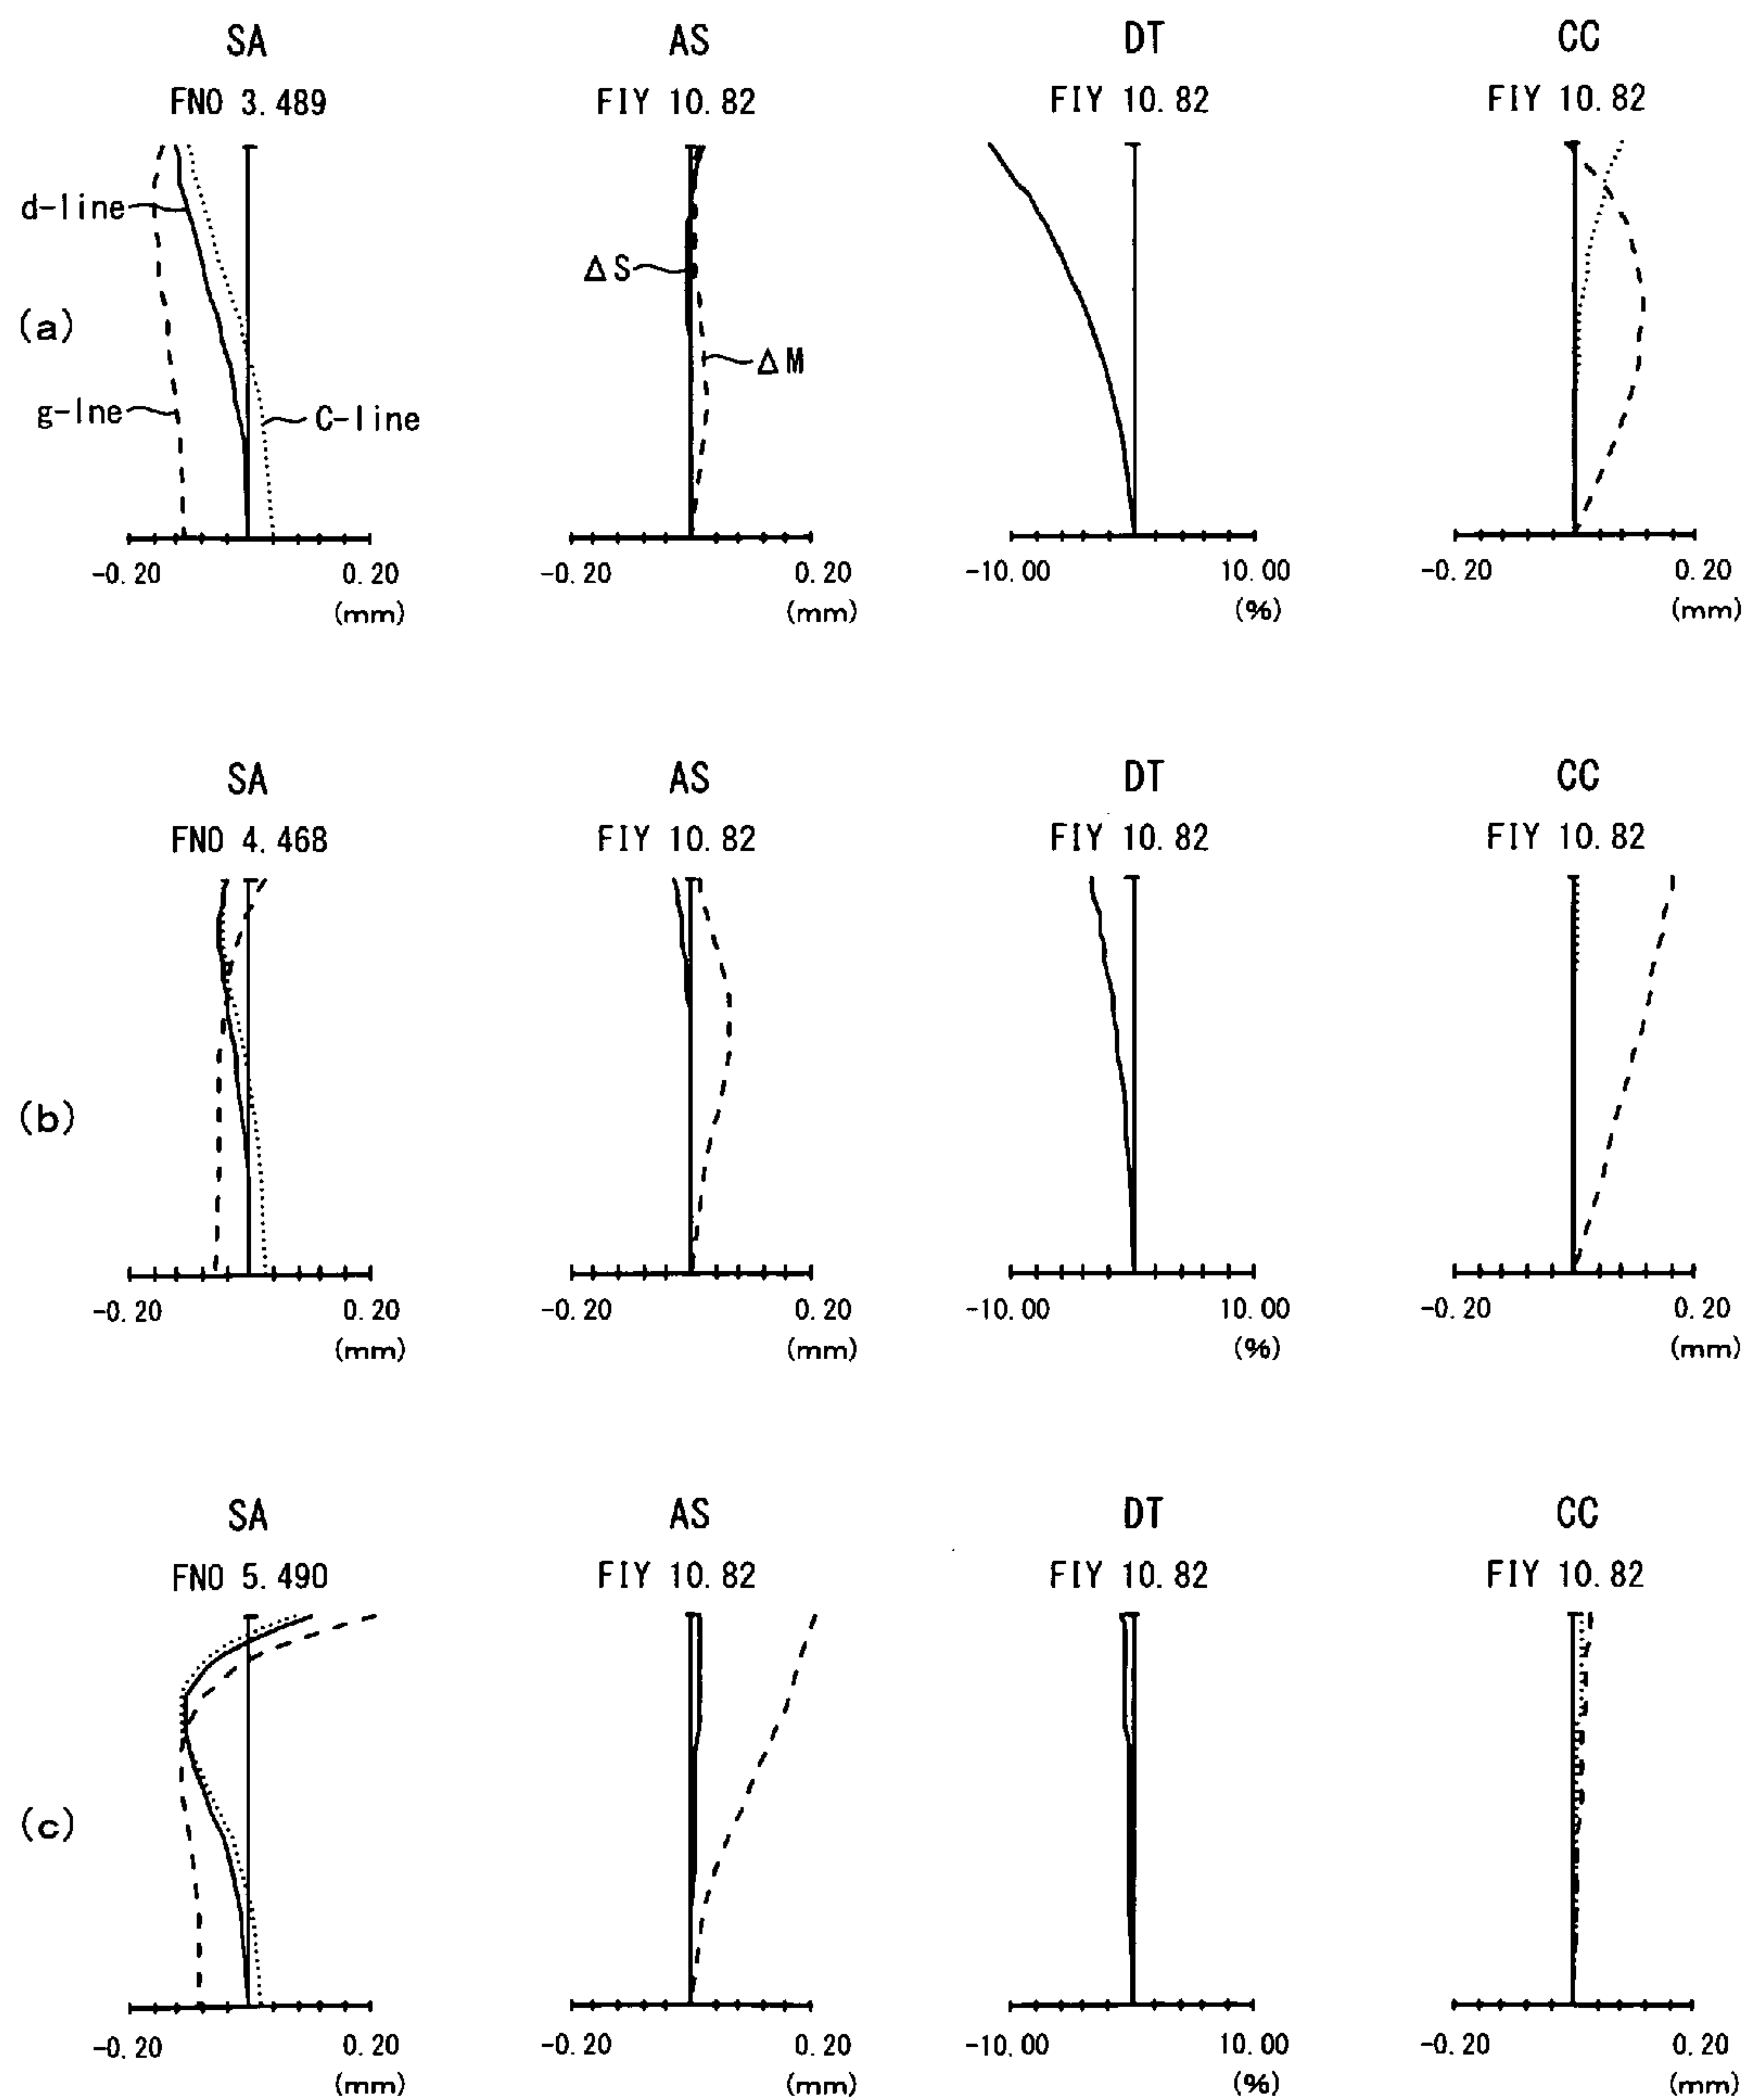 SA AS DT CC
FNO 3.489 FIY 10.82 FIY 10.82 FIY 10.82
d-line
ΔS
(a)
ΔM
g-lne C-line
-0.20 0.20 -0.20 0.20 -10.00 10.00 -0.20 0.20
(mm) (mm) (%) (mm)
SA AS DT CC
FNO 4.468 FIY 10.82 FIY 10.82 FIY 10.82
(b)
-0.20 0.20 -0.20 0.20 -10.00 10.00 -0.20 0.20
(mm) (mm) (%) (mm)
SA AS DT CC
FNO 5.490 FIY 10.82 FIY 10.82 FIY 10.82
(c)
-0.20 0.20 -0.20 0.20 -10.00 10.00 -0.20 0.20
(mm) (mm) (%) (mm)